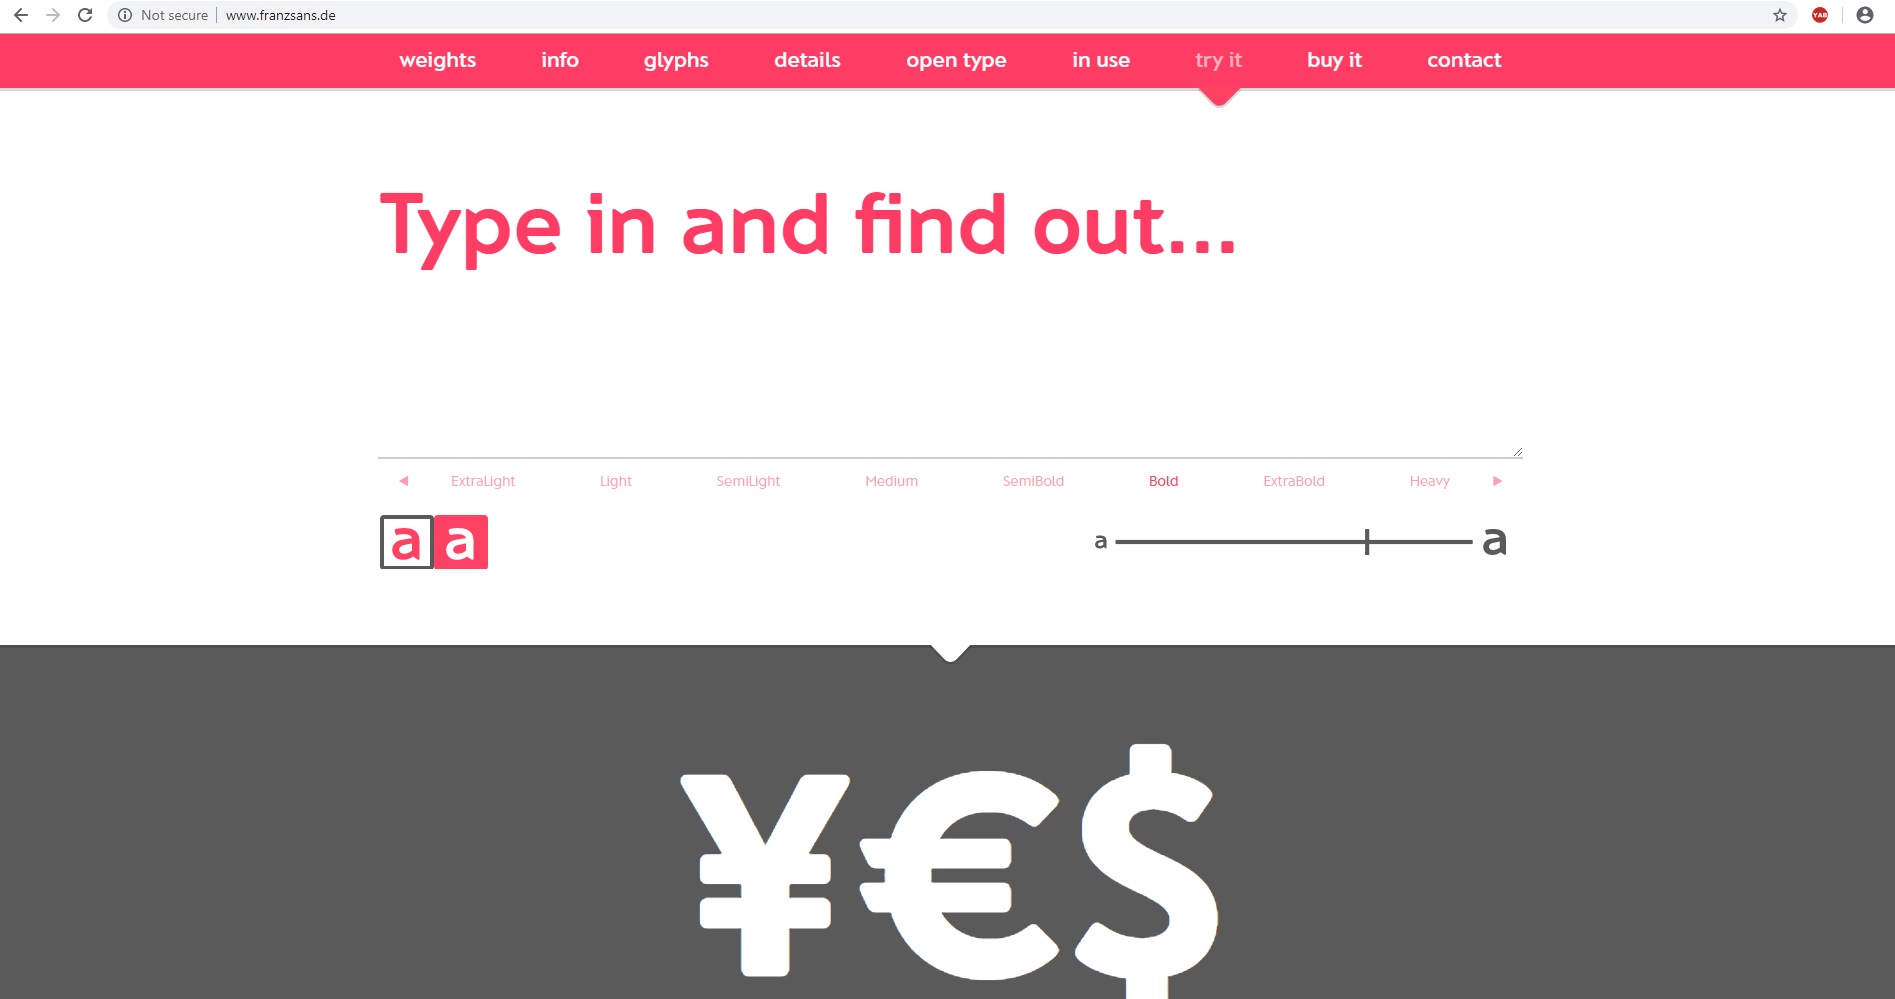 Not secure | www.franzsans.de YAB
weights info glyphs details open type in use try it buy it contact
Type in and find out...
◀ ExtraLight Light SemiLight Medium SemiBold Bold ExtraBold Heavy ▶
a a a a
¥€$